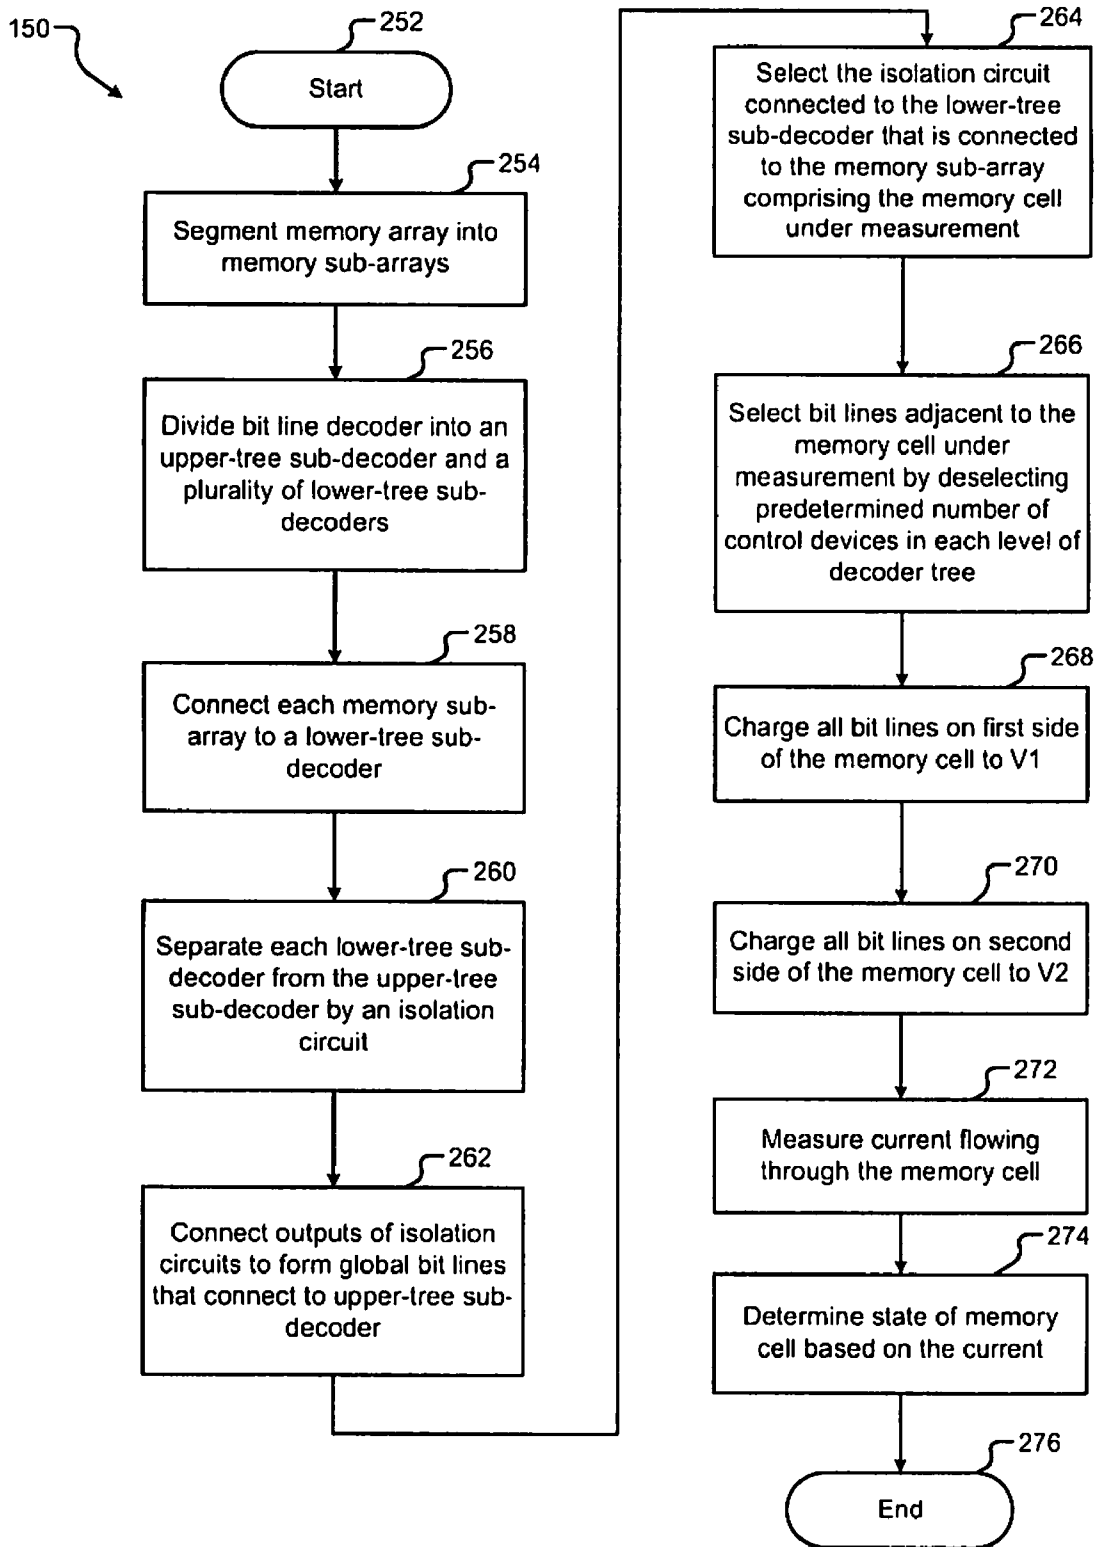 150
252
Start
254
Segment memory array into
memory sub-arrays
256
Divide bit line decoder into an
upper-tree sub-decoder and a
plurality of lower-tree sub-
decoders
258
Connect each memory sub-
array to a lower-tree sub-
decoder
260
Separate each lower-tree sub-
decoder from the upper-tree
sub-decoder by an isolation
circuit
262
Connect outputs of isolation
circuits to form global bit lines
that connect to upper-tree sub-
decoder
264
Select the isolation circuit
connected to the lower-tree
sub-decoder that is connected
to the memory sub-array
comprising the memory cell
under measurement
266
Select bit lines adjacent to the
memory cell under
measurement by deselecting
predetermined number of
control devices in each level of
decoder tree
268
Charge all bit lines on first side
of the memory cell to V1
270
Charge all bit lines on second
side of the memory cell to V2
272
Measure current flowing
through the memory cell
274
Determine state of memory
cell based on the current
276
End